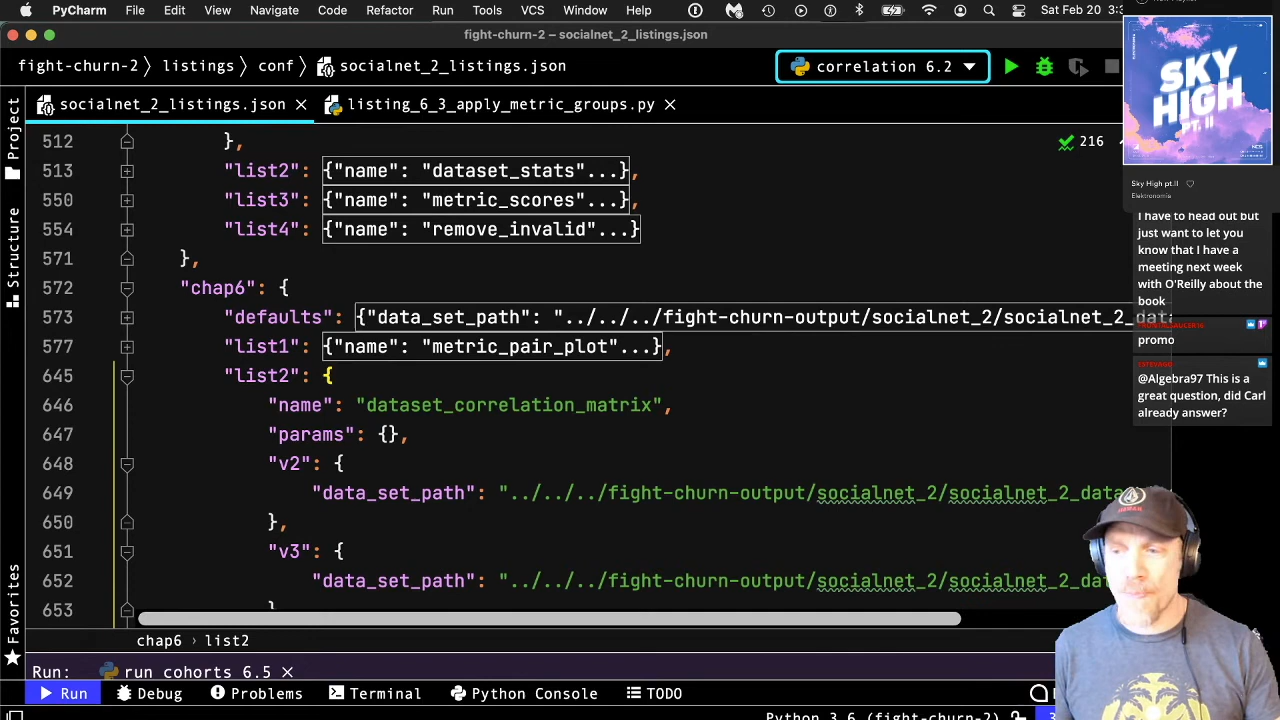 PyCharm File Edit View Navigate Code Refactor Run Tools VCS Window Help Sat Feb 20
fight-churn-2 – socialnet_2_listings.json
fight-churn-2 listings conf socialnet_2_listings.json correlation 6.2
socialnet_2_listings.json listing_6_3_apply_metric_groups.py
216
Project
Structure
Favorites
512 },
513 "list2": {"name": "dataset_stats"...},
550 "list3": {"name": "metric_scores"...},
554 "list4": {"name": "remove_invalid"...}
571 },
572 "chap6": {
573 "defaults": {"data_set_path": "../../../fight-churn-output/socialnet_2/socialnet_2_dat
577 "list1": {"name": "metric_pair_plot"...},
645 "list2": {
646 "name": "dataset_correlation_matrix",
647 "params": {},
648 "v2": {
649 "data_set_path": "../../../fight-churn-output/socialnet_2/socialnet_2_data
650 },
651 "v3": {
652 "data_set_path": "../../../fight-churn-output/socialnet_2/socialnet_2_dat
653 }
chap6 › list2
Run: run cohorts 6.5
Run Debug Problems Terminal Python Console TODO
Python 3.6 (fight-churn-2)
SKY
HIGH
PT. II
Sky High pt.II
Elektronomia
I have to head out but
just want to let you
know that I have a
meeting next week
with O'Reilly about the
book
promo
@Algebra97 This is a
great question, did Carl
already answer?